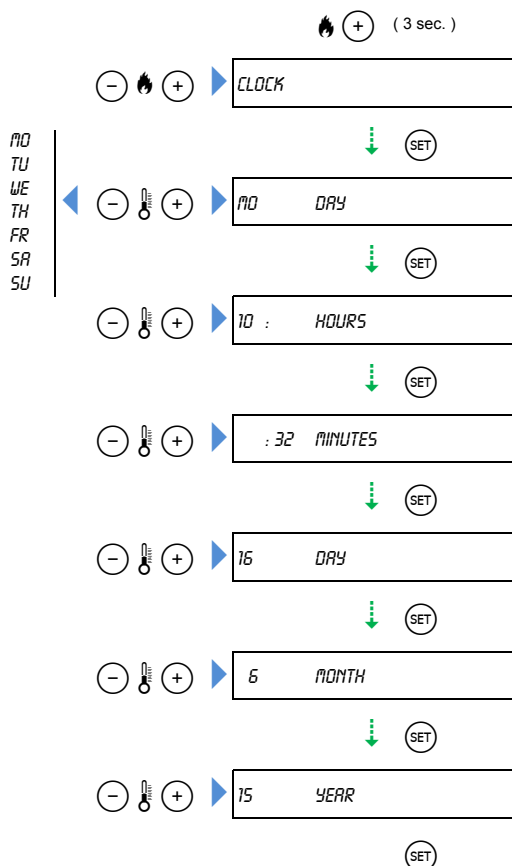 + ( 3 sec. )
− + CLOCK
SET
MO
TU
WE
TH
FR
SA
SU
− + MO DAY
SET
− + 10 : HOURS
SET
− + : 32 MINUTES
SET
− + 16 DAY
SET
− + 6 MONTH
SET
− + 15 YEAR
SET